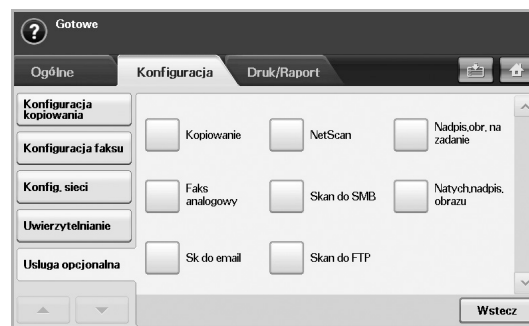 Gotowe
Ogólne
Konfiguracja
Druk/Raport
Konfiguracja
kopiowania
Konfiguracja faksu
Konfig. sieci
Uwierzytelnianie
Usługa opcjonalna
Kopiowanie
NetScan
Nadpis,obr, na
zadanie
Faks
analogowy
Skan do SMB
Natych,nadpis,
obrazu
Sk do email
Skan do FTP
Wstecz